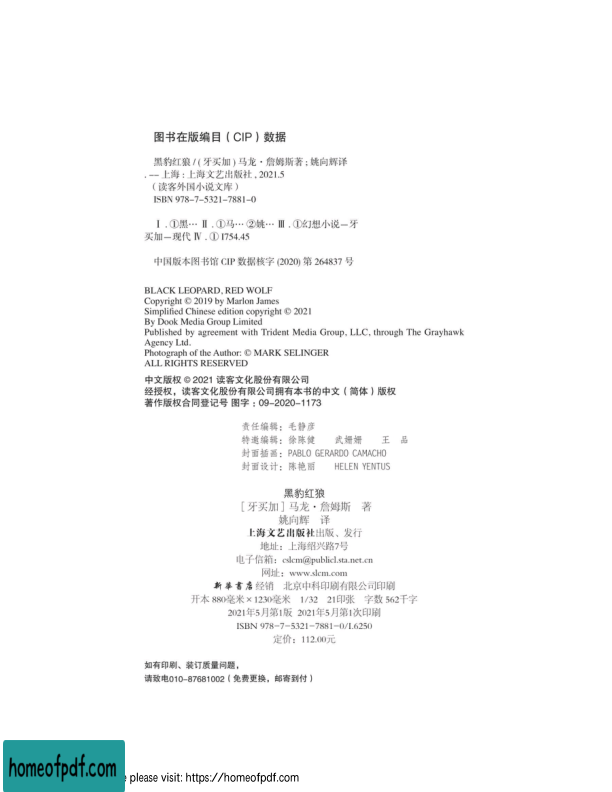 图书在版编目（CIP）数据
黑豹红狼 / ( 牙买加 ) 马龙·詹姆斯著 ; 姚向辉译
. -- 上海 : 上海文艺出版社 , 2021.5
（读客外国小说文库）
ISBN 978-7-5321-7881-0
Ⅰ . ①黑… Ⅱ . ①马… ②姚… Ⅲ . ①幻想小说－牙
买加－现代 Ⅳ . ① I754.45
中国版本图书馆 CIP 数据核字 (2020) 第 264837 号
BLACK LEOPARD, RED WOLF
Copyright © 2019 by Marlon James
Simplified Chinese edition copyright © 2021
By Dook Media Group Limited
Published by agreement with Trident Media Group, LLC, through The Grayhawk
Agency Ltd.
Photograph of the Author: © MARK SELINGER
ALL RIGHTS RESERVED
中文版权 © 2021 读客文化股份有限公司
经授权，读客文化股份有限公司拥有本书的中文（简体）版权
著作版权合同登记号 图字：09-2020-1173
责任编辑：毛静彦
特邀编辑：徐陈健 武姗姗 王 品
封面插画：PABLO GERARDO CAMACHO
封面设计：陈艳丽 HELEN YENTUS
黑豹红狼
[ 牙买加 ] 马龙·詹姆斯 著
姚向辉 译
上海文艺出版社出版、发行
地址：上海绍兴路7号
电子信箱：cslcm@publicl.sta.net.cn
网址：www.slcm.com
新华书店 经销 北京中科印刷有限公司印刷
开本 880毫米×1230毫米 1/32 21印张 字数 562千字
2021年5月第1版 2021年5月第1次印刷
ISBN 978-7-5321-7881-0/I.6250
定价：112.00元
如有印刷、装订质量问题，
请致电010-87681002（免费更换，邮寄到付）
homeofpdf.com
please visit: https://homeofpdf.com